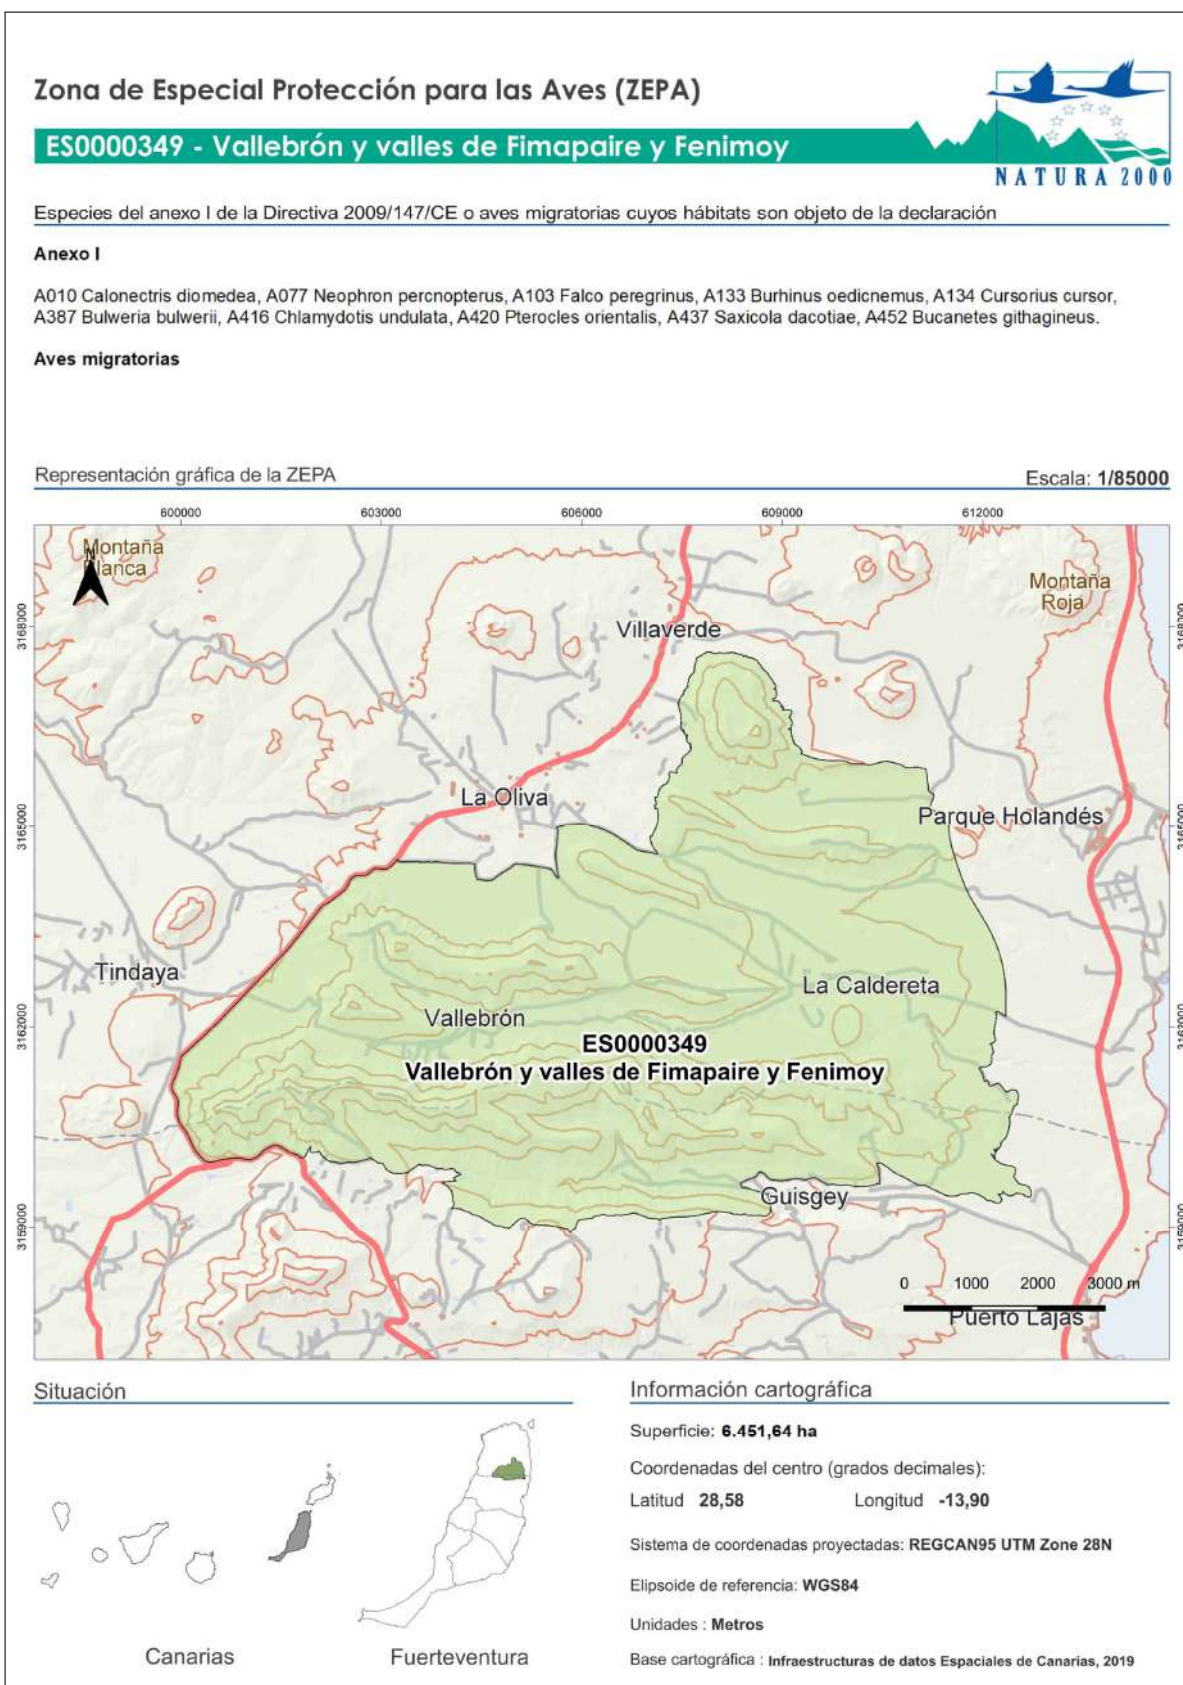 Zona de Especial Protección para las Aves (ZEPA)
ES0000349 - Vallebrón y valles de Fimapaire y Fenimoy
NATURA 2000
Especies del anexo I de la Directiva 2009/147/CE o aves migratorias cuyos hábitats son objeto de la declaración
Anexo I
A010 Calonectris diomedea, A077 Neophron percnopterus, A103 Falco peregrinus, A133 Burhinus oedicnemus, A134 Cursorius cursor,
A387 Bulweria bulwerii, A416 Chlamydotis undulata, A420 Pterocles orientalis, A437 Saxicola dacotiae, A452 Bucanetes githagineus.
Aves migratorias
Representación gráfica de la ZEPA
Escala: 1/85000
600000 603000 606000 609000 612000
N
Montaña
Blanca
Montaña
Roja
3168000
3168000
Villaverde
La Oliva
Parque Holandés
3165000
3165000
Tindaya
La Caldereta
Vallebrón
3162000
3162000
ES0000349
Vallebrón y valles de Fimapaire y Fenimoy
Guisgey
3159000
3159000
0 1000 2000 3000 m
Puerto Lajas
Situación
Canarias
Fuerteventura
Información cartográfica
Superficie: 6.451,64 ha
Coordenadas del centro (grados decimales):
Latitud 28,58 Longitud -13,90
Sistema de coordenadas proyectadas: REGCAN95 UTM Zone 28N
Elipsoide de referencia: WGS84
Unidades : Metros
Base cartográfica : Infraestructuras de datos Espaciales de Canarias, 2019